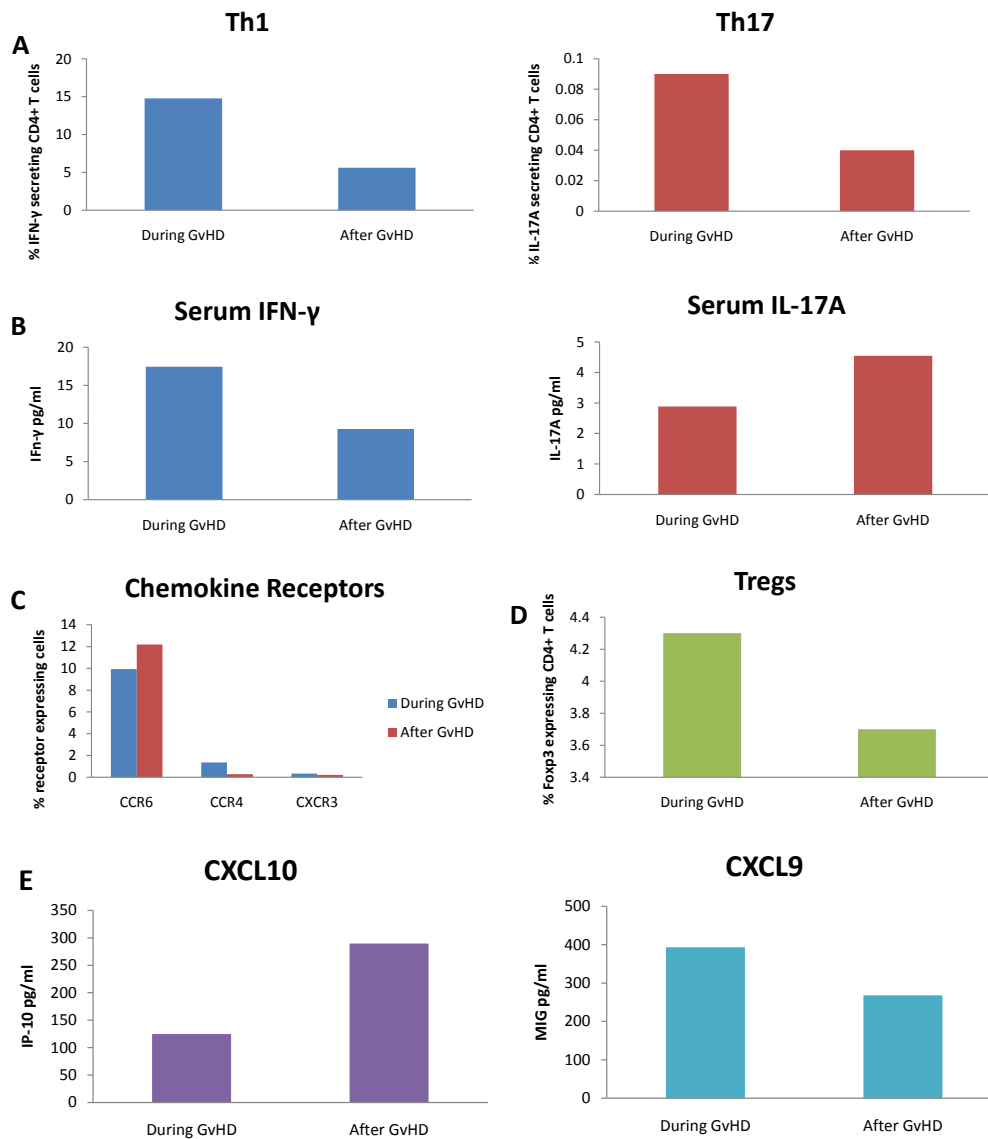 A
Th1
% IFN-γ secreting CD4+ T cells
20
15
10
5
0
During GvHD
After GvHD
Th17
% IL-17A secreting CD4+ T cells
0.1
0.08
0.06
0.04
0.02
0
During GvHD
After GvHD
B
Serum IFN-γ
IFn-γ pg/ml
20
15
10
5
0
During GvHD
After GvHD
Serum IL-17A
IL-17A pg/ml
5
4
3
2
1
0
During GvHD
After GvHD
C
Chemokine Receptors
% receptor expressing cells
14
12
10
8
6
4
2
0
CCR6
CCR4
CXCR3
During GvHD
After GvHD
D
Tregs
% Foxp3 expressing CD4+ T cells
4.4
4.2
4
3.8
3.6
3.4
During GvHD
After GvHD
E
CXCL10
IP-10 pg/ml
350
300
250
200
150
100
50
0
During GvHD
After GvHD
CXCL9
MIG pg/ml
500
400
300
200
100
0
During GvHD
After GvHD